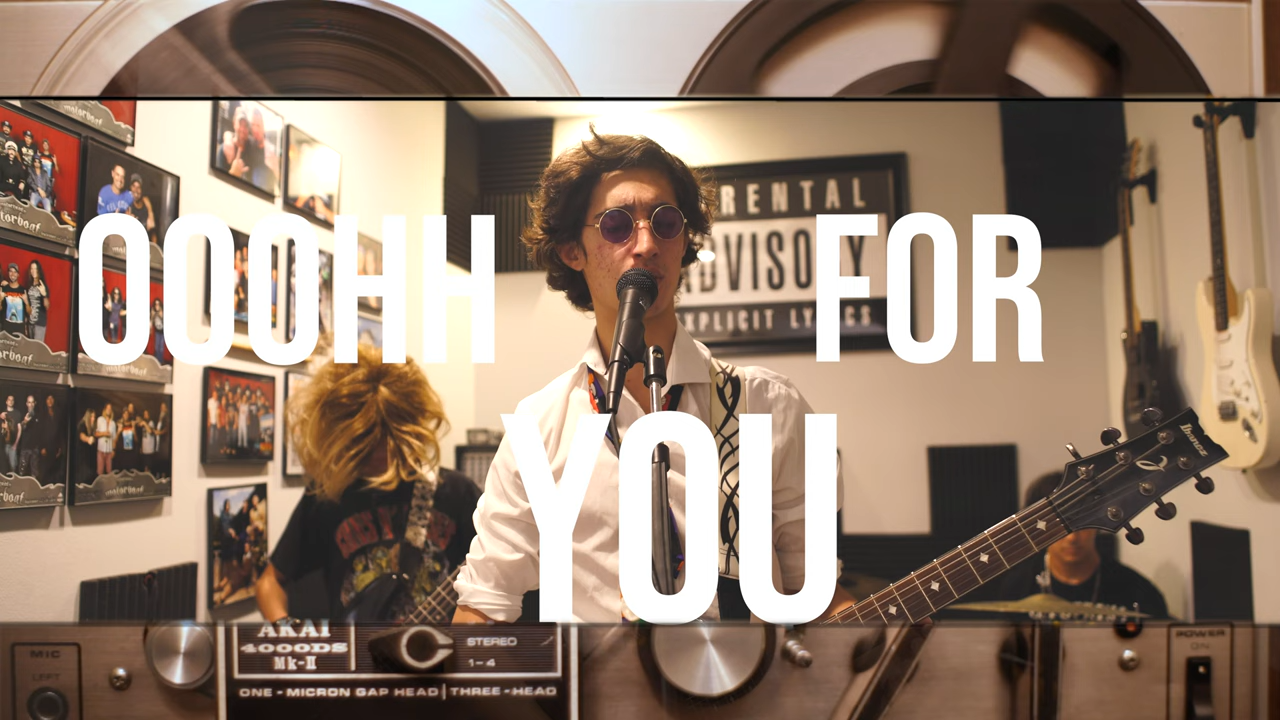 OOOHH FOR
YOU
RENTAL
ADVISORY
EXPLICIT LYRICS
Ibanez
AKAI
4000DS
Mk-II
STEREO
1-4
ONE-MICRON GAP HEAD | THREE-HEAD
MIC
LEFT
POWER
ON